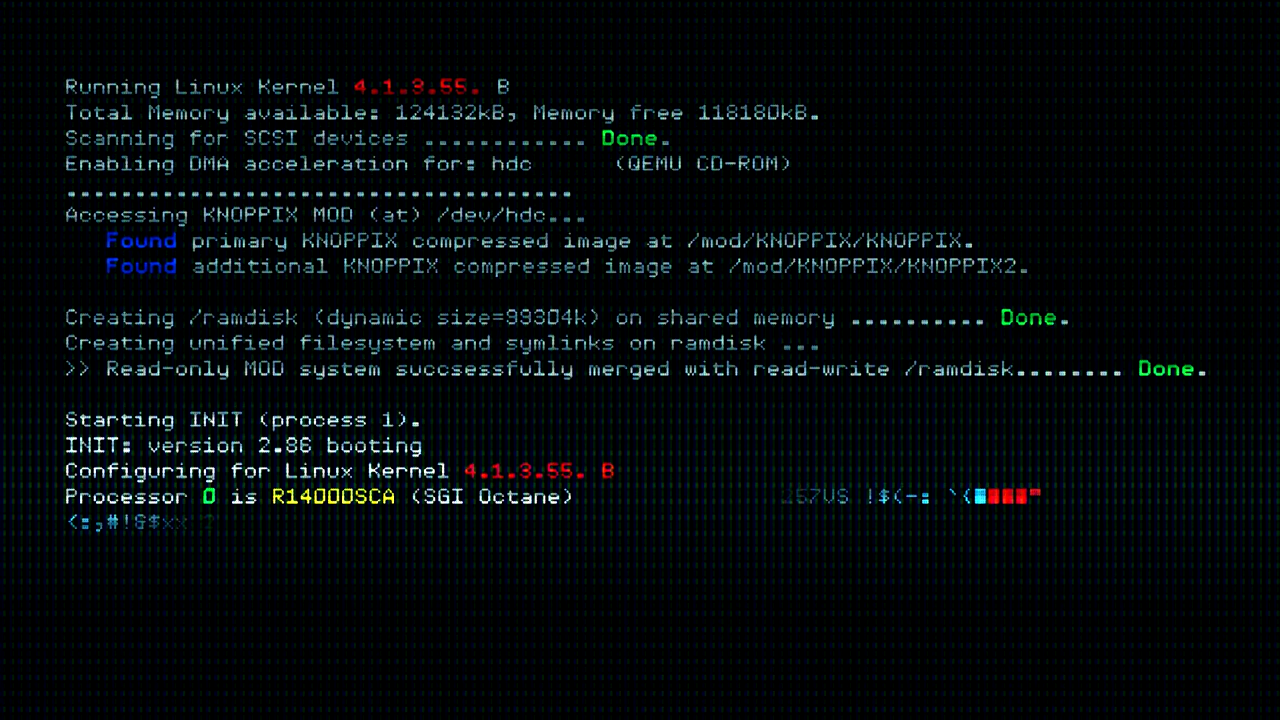 Running Linux Kernel 4.1.3.55. B
Total Memory available: 124132kB, Memory free 118180kB.
Scanning for SCSI devices ............ Done.
Enabling DMA acceleration for: hdc (QEMU CD-ROM)
.....................................
Accessing KNOPPIX MOD (at) /dev/hdc...
Found primary KNOPPIX compressed image at /mod/KNOPPIX/KNOPPIX.
Found additional KNOPPIX compressed image at /mod/KNOPPIX/KNOPPIX2.
Creating /ramdisk (dynamic size=99304k) on shared memory .......... Done.
Creating unified filesystem and symlinks on ramdisk ...
>> Read-only MOD system succsessfully merged with read-write /ramdisk........ Done.
Starting INIT (process 1).
INIT: version 2.86 booting
Configuring for Linux Kernel 4.1.3.55. B
Processor 0 is R14000SCA (SGI Octane) !$(-: `(
(:,#!&$xx